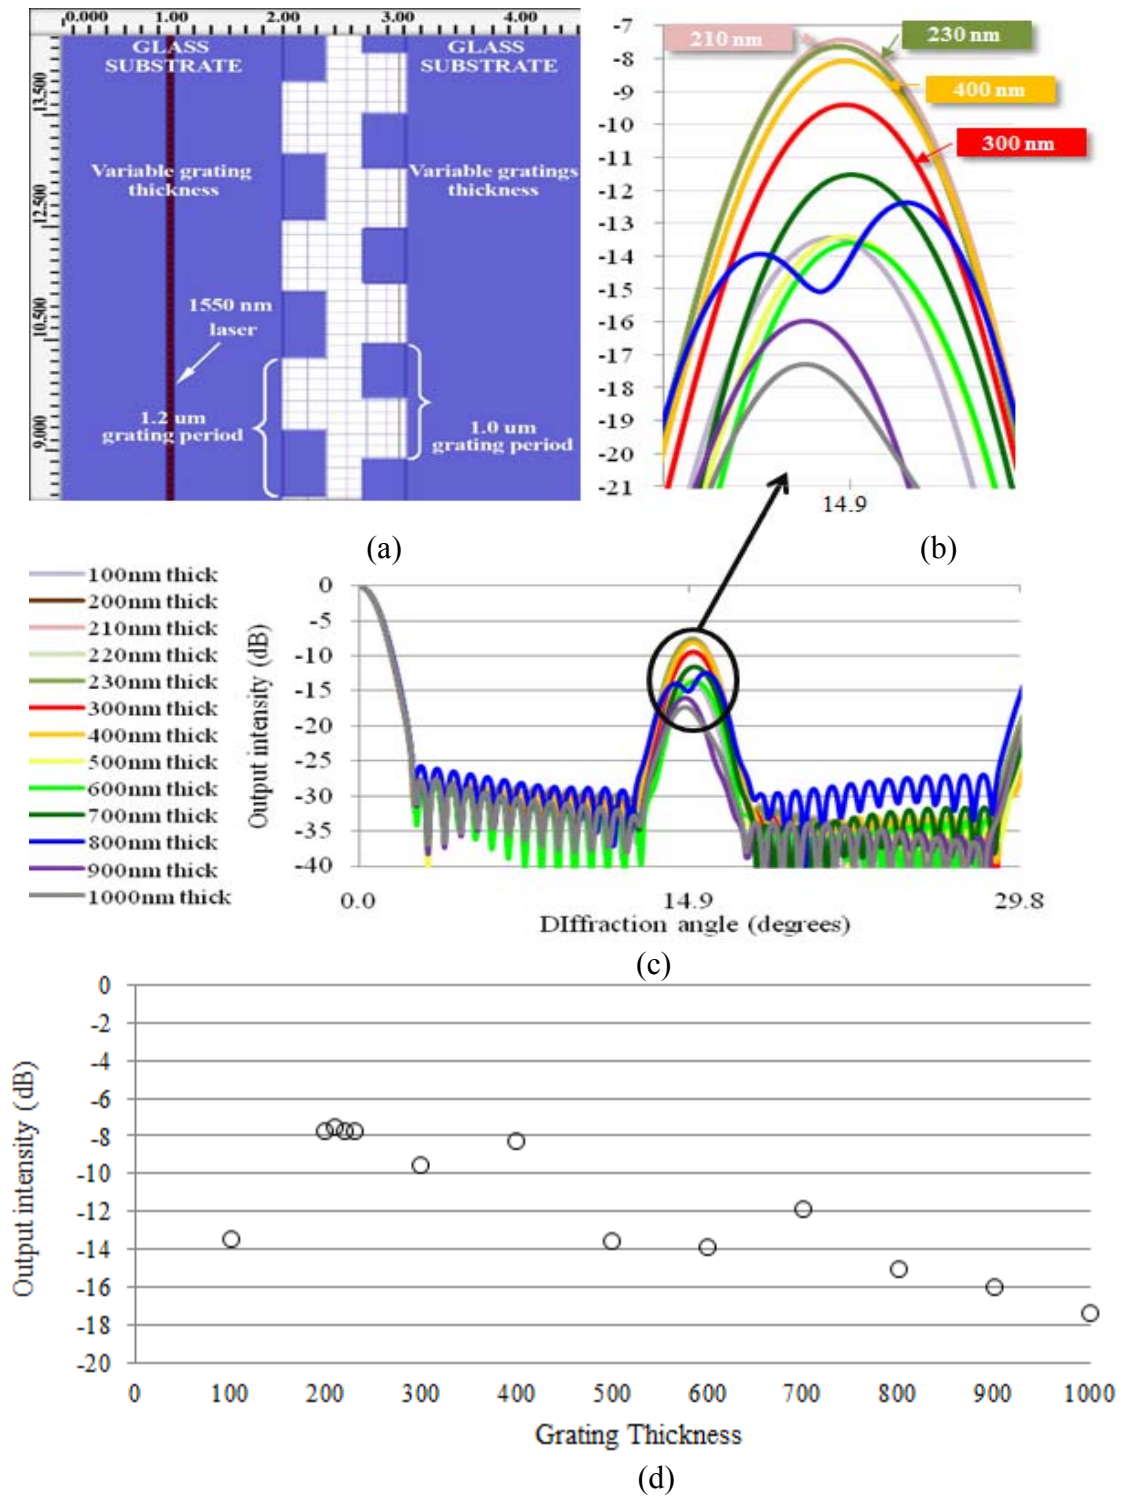 0.000 1.00 2.00 3.00 4.00
13.500
12.500
10.500
9.000
GLASS
SUBSTRATE
GLASS
SUBSTRATE
Variable grating
thickness
Variable gratings
thickness
1550 nm
laser
1.2 um
grating period
1.0 um
grating period
(a)
-7
-8
-9
-10
-11
-12
-13
-14
-15
-16
-17
-18
-19
-20
-21
210 nm
230 nm
400 nm
300 nm
14.9
(b)
100nm thick
200nm thick
210nm thick
220nm thick
230nm thick
300nm thick
400nm thick
500nm thick
600nm thick
700nm thick
800nm thick
900nm thick
1000nm thick
Output intensity (dB)
0
-5
-10
-15
-20
-25
-30
-35
-40
0.0 14.9 29.8
DIffraction angle (degrees)
(c)
Output intensity (dB)
0
-2
-4
-6
-8
-10
-12
-14
-16
-18
-20
0 100 200 300 400 500 600 700 800 900 1000
Grating Thickness
(d)